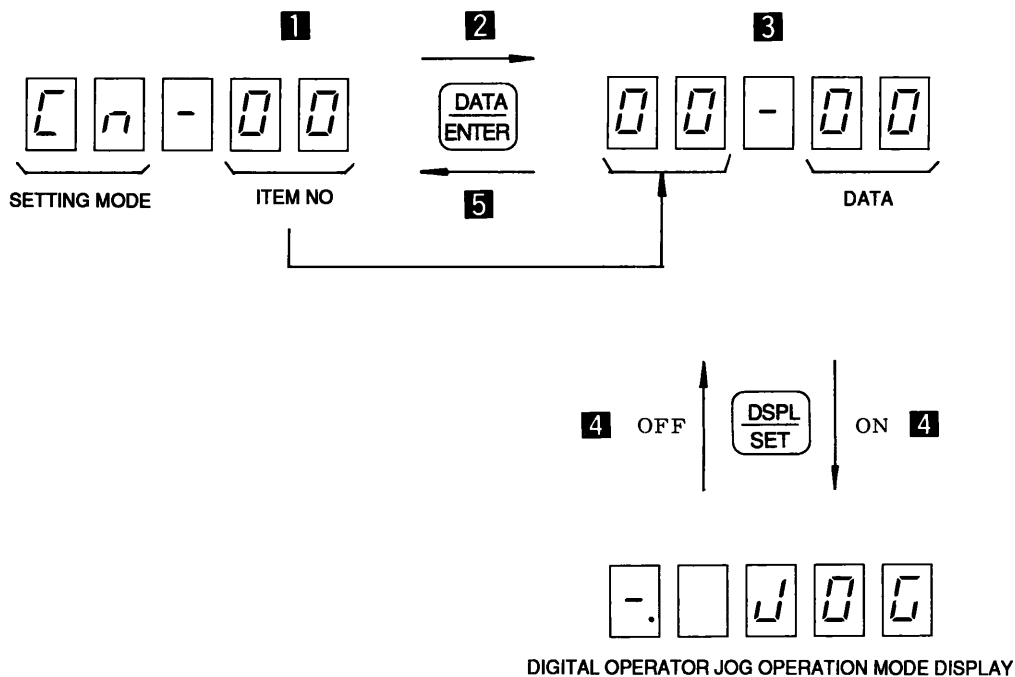 1 2 3
Cn-00
DATA
ENTER
00-00
SETTING MODE
ITEM NO
5
DATA
4 OFF
DSPL
SET
ON 4
-. JOG
DIGITAL OPERATOR JOG OPERATION MODE DISPLAY